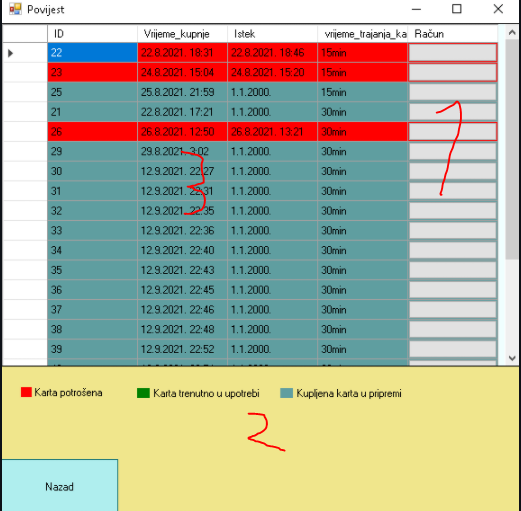 Povijest
ID Vrijeme_kupnje Istek vrijeme_trajanja_ka Račun
22 22.8.2021. 18:31 22.8.2021. 18:46 15min
23 24.8.2021. 15:04 24.8.2021. 15:20 15min
25 25.8.2021. 21:59 1.1.2000. 15min
21 22.8.2021. 17:21 1.1.2000. 30min
26 26.8.2021. 12:50 26.8.2021. 13:21 30min
29 29.8.2021. 3:02 1.1.2000. 30min
30 12.9.2021. 22:27 1.1.2000. 30min
31 12.9.2021. 22:31 1.1.2000. 30min
32 12.9.2021. 22:35 1.1.2000. 30min
33 12.9.2021. 22:36 1.1.2000. 30min
34 12.9.2021. 22:40 1.1.2000. 30min
35 12.9.2021. 22:43 1.1.2000. 30min
36 12.9.2021. 22:45 1.1.2000. 30min
37 12.9.2021. 22:46 1.1.2000. 30min
38 12.9.2021. 22:48 1.1.2000. 30min
39 12.9.2021. 22:52 1.1.2000. 30min
3
1
Karta potrošena Karta trenutno u upotrebi Kupljena karta u pripremi
2
Nazad